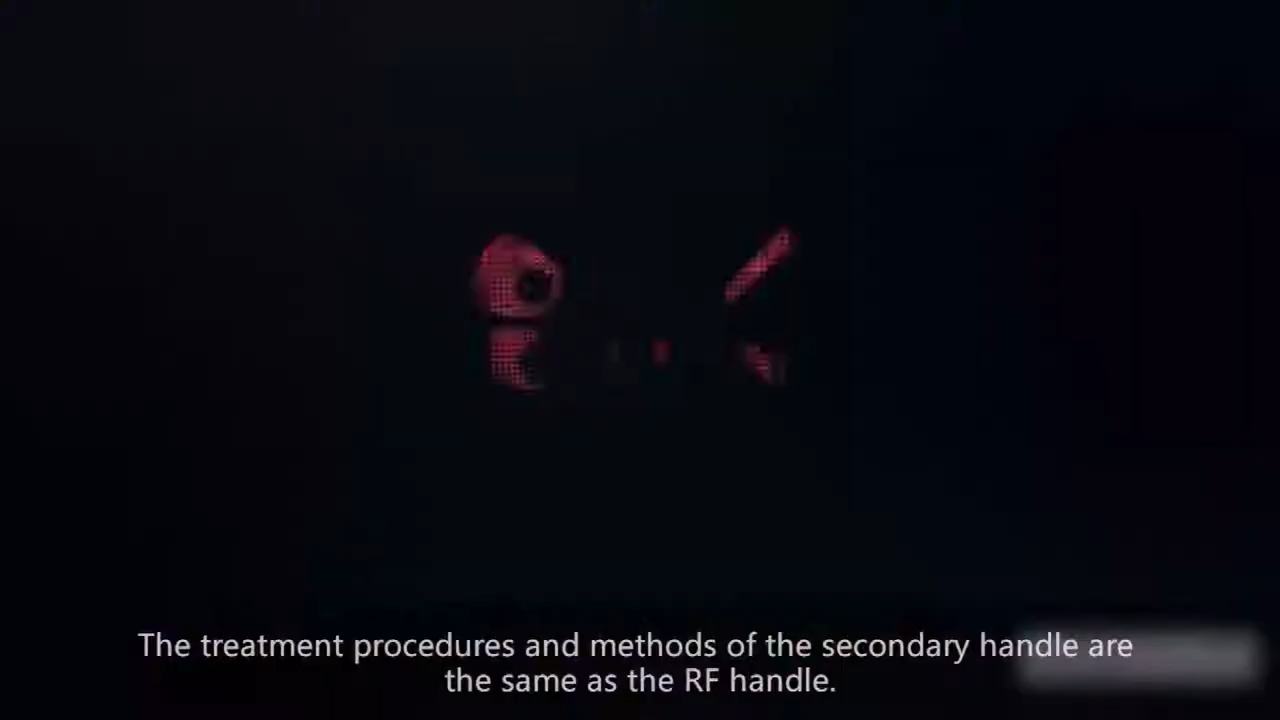 The treatment procedures and methods of the secondary handle are
the same as the RF handle.